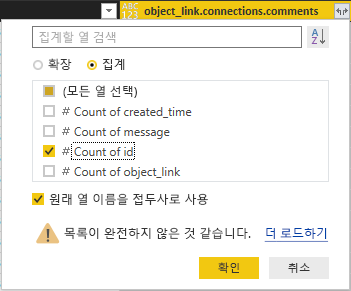 ABC
123
object_link.connections.comments
집계할 열 검색
A
Z
확장
집계
(모든 열 선택)
# Count of created_time
# Count of message
# Count of id
# Count of object_link
원래 열 이름을 접두사로 사용
목록이 완전하지 않은 것 같습니다. 더 로드하기
확인
취소